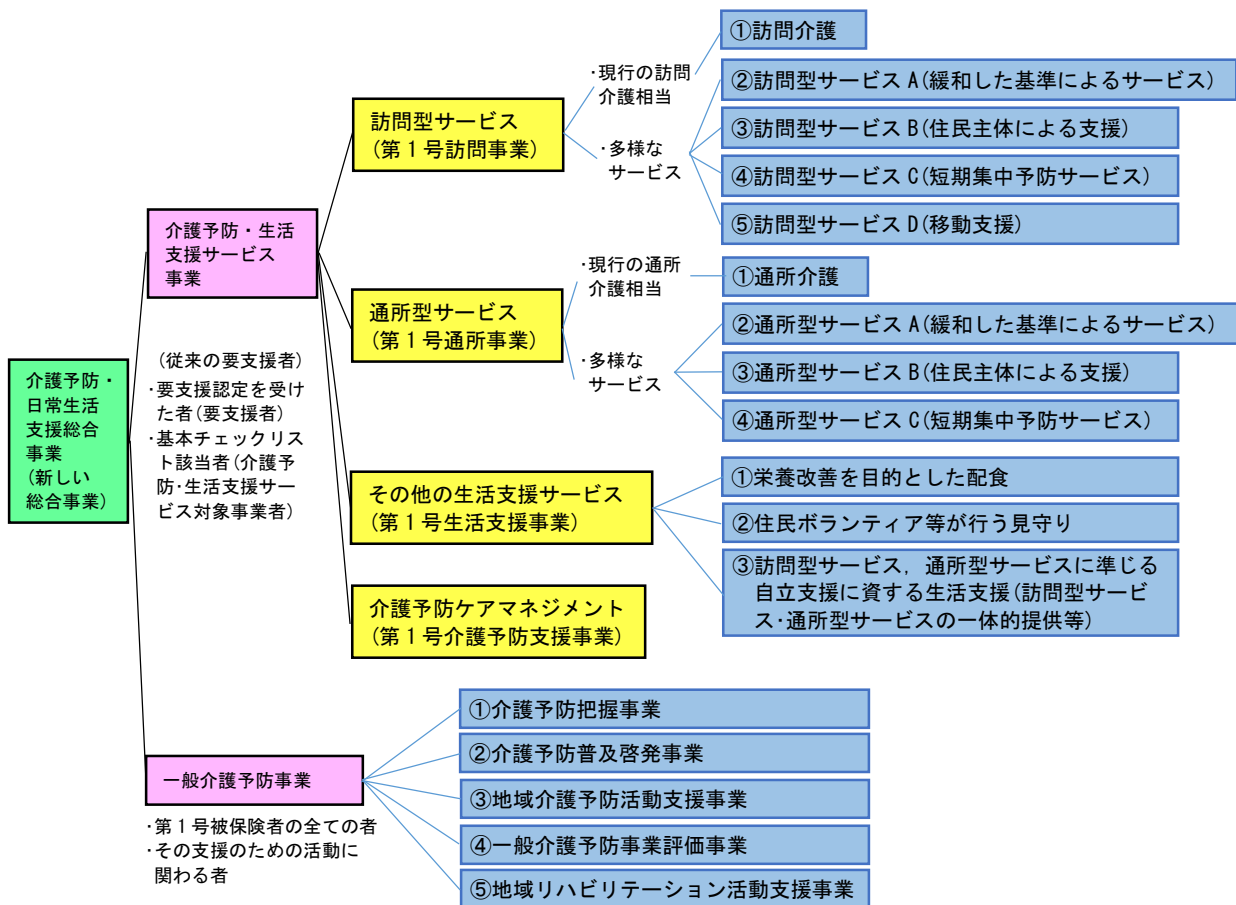 介護予防・
日常生活
支援総合
事業
(新しい
総合事業)
介護予防・生活
支援サービス
事業
(従来の要支援者)
・要支援認定を受け
た者(要支援者)
・基本チェックリス
ト該当者(介護予
防・生活支援サー
ビス対象事業者)
訪問型サービス
(第1号訪問事業)
・現行の訪問
介護相当
①訪問介護
・多様な
サービス
②訪問型サービスA(緩和した基準によるサービス)
③訪問型サービスB(住民主体による支援)
④訪問型サービスC(短期集中予防サービス)
⑤訪問型サービスD(移動支援)
通所型サービス
(第1号通所事業)
・現行の通所
介護相当
①通所介護
・多様な
サービス
②通所型サービスA(緩和した基準によるサービス)
③通所型サービスB(住民主体による支援)
④通所型サービスC(短期集中予防サービス)
その他の生活支援サービス
(第1号生活支援事業)
①栄養改善を目的とした配食
②住民ボランティア等が行う見守り
③訪問型サービス，通所型サービスに準じる
自立支援に資する生活支援(訪問型サービ
ス・通所型サービスの一体的提供等)
介護予防ケアマネジメント
(第1号介護予防支援事業)
一般介護予防事業
・第1号被保険者の全ての者
・その支援のための活動に
関わる者
①介護予防把握事業
②介護予防普及啓発事業
③地域介護予防活動支援事業
④一般介護予防事業評価事業
⑤地域リハビリテーション活動支援事業